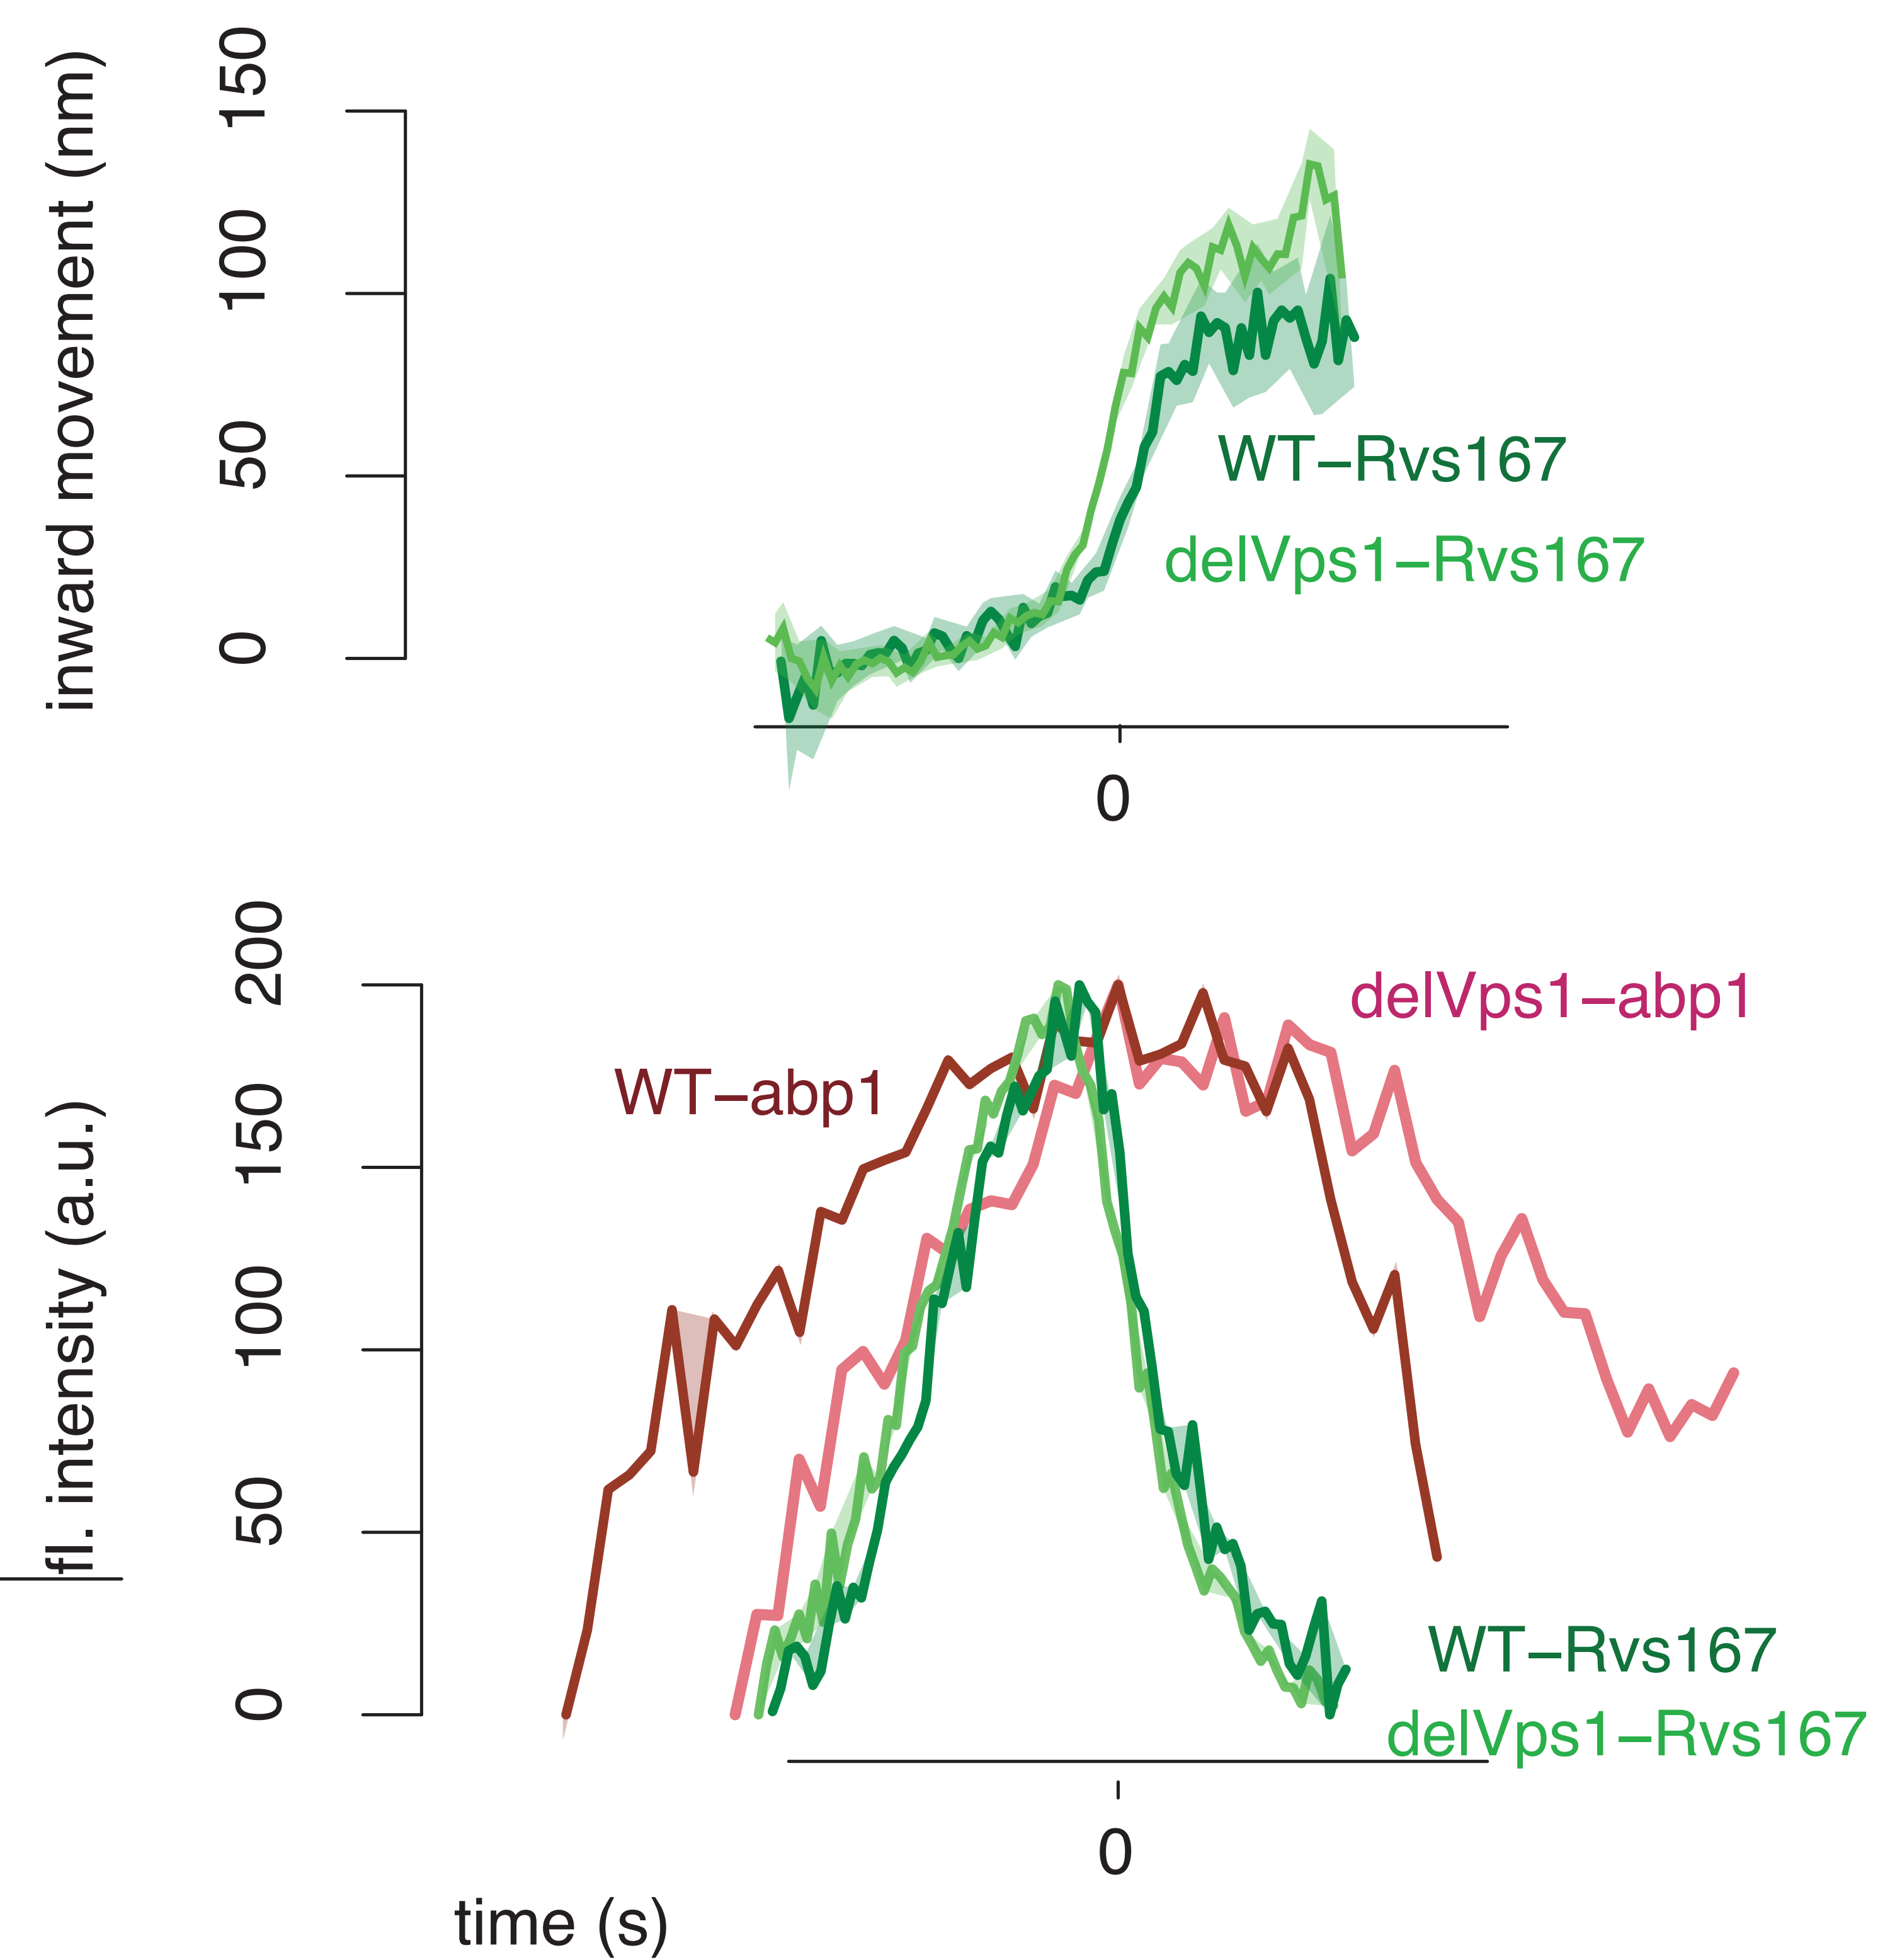 inward movement (nm)
150
100
50
0
WT–Rvs167
delVps1–Rvs167
0
fl. intensity (a.u.)
200
150
100
50
0
delVps1–abp1
WT–abp1
WT–Rvs167
delVps1–Rvs167
0
time (s)